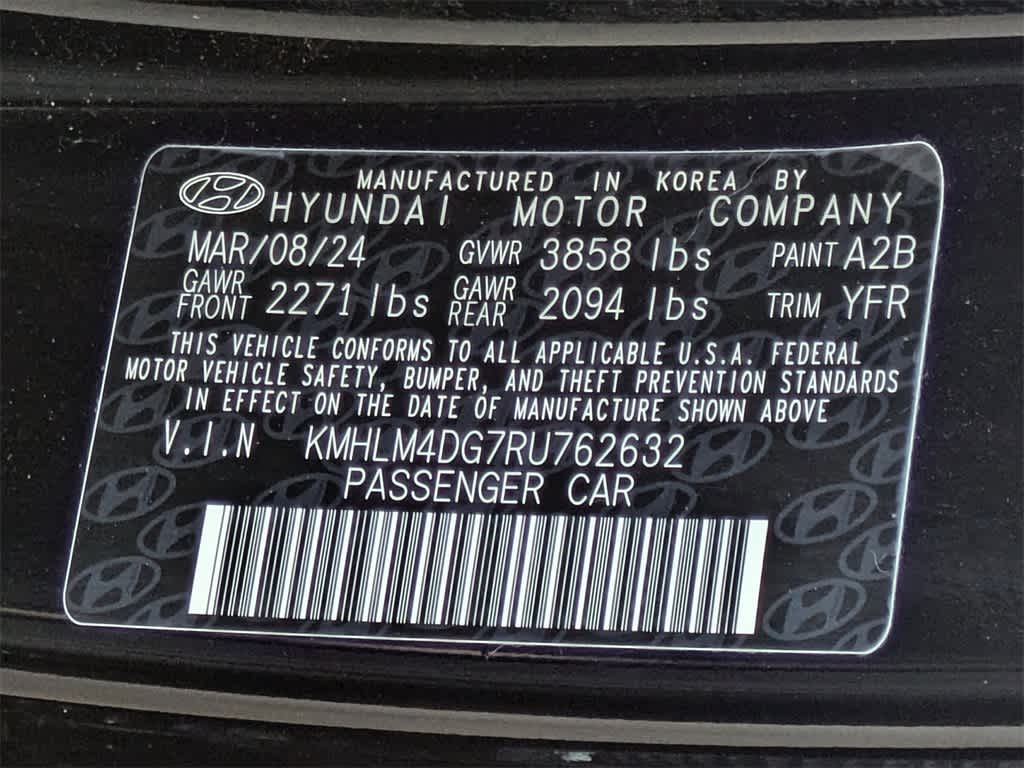 MANUFACTURED IN KOREA BY
HYUNDAI MOTOR COMPANY
MAR/08/24 GVWR 3858 lbs PAINT A2B
GAWR FRONT 2271 lbs GAWR REAR 2094 lbs TRIM YFR
THIS VEHICLE CONFORMS TO ALL APPLICABLE U.S.A. FEDERAL
MOTOR VEHICLE SAFETY, BUMPER, AND THEFT PREVENTION STANDARDS
IN EFFECT ON THE DATE OF MANUFACTURE SHOWN ABOVE
V.I.N KMHLM4DG7RU762632
PASSENGER CAR